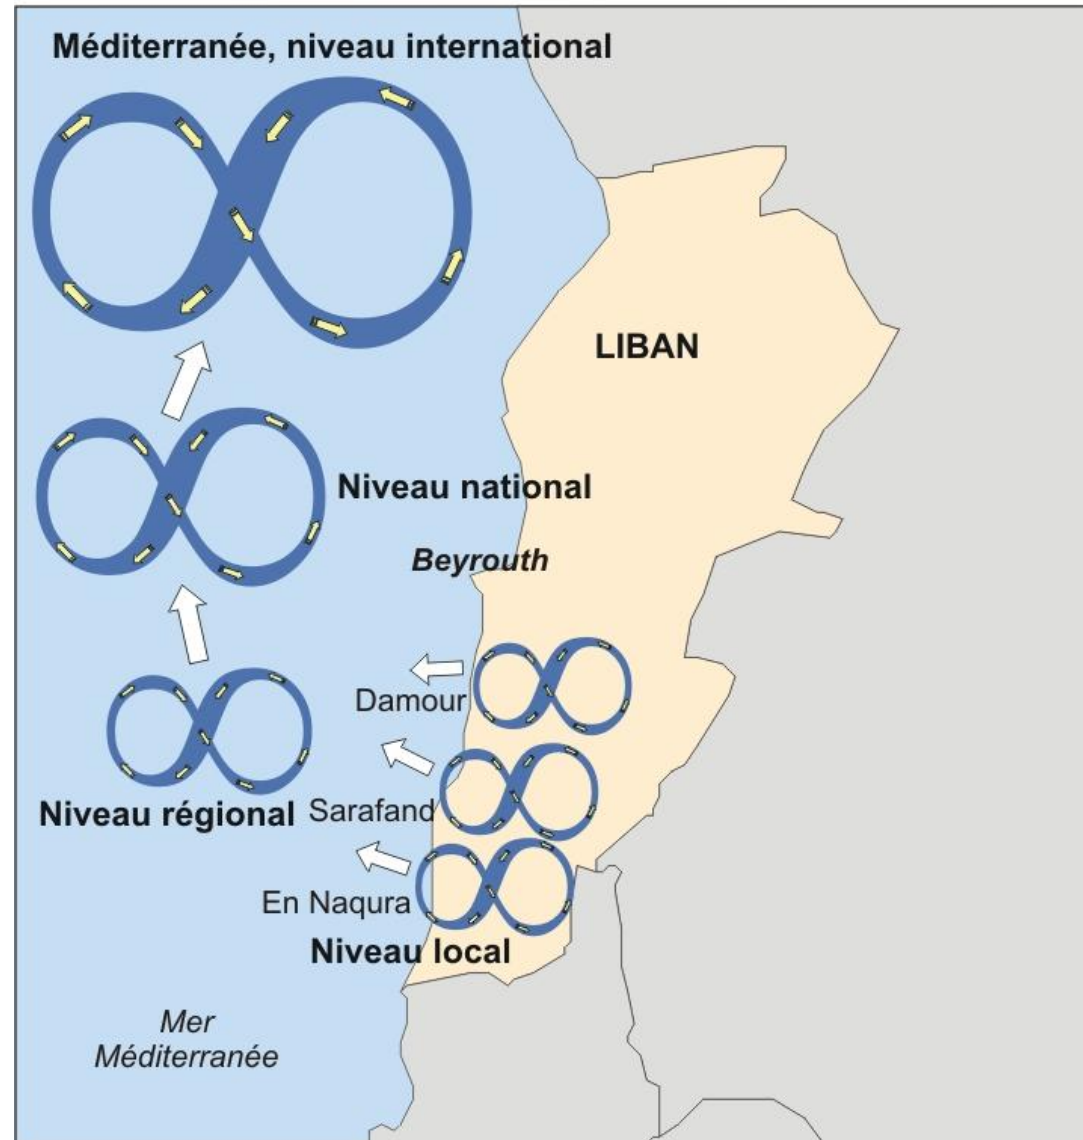 Méditerranée, niveau international
LIBAN
Niveau national
Beyrouth
Damour
Niveau régional
Sarafand
En Naqura
Niveau local
Mer
Méditerranée